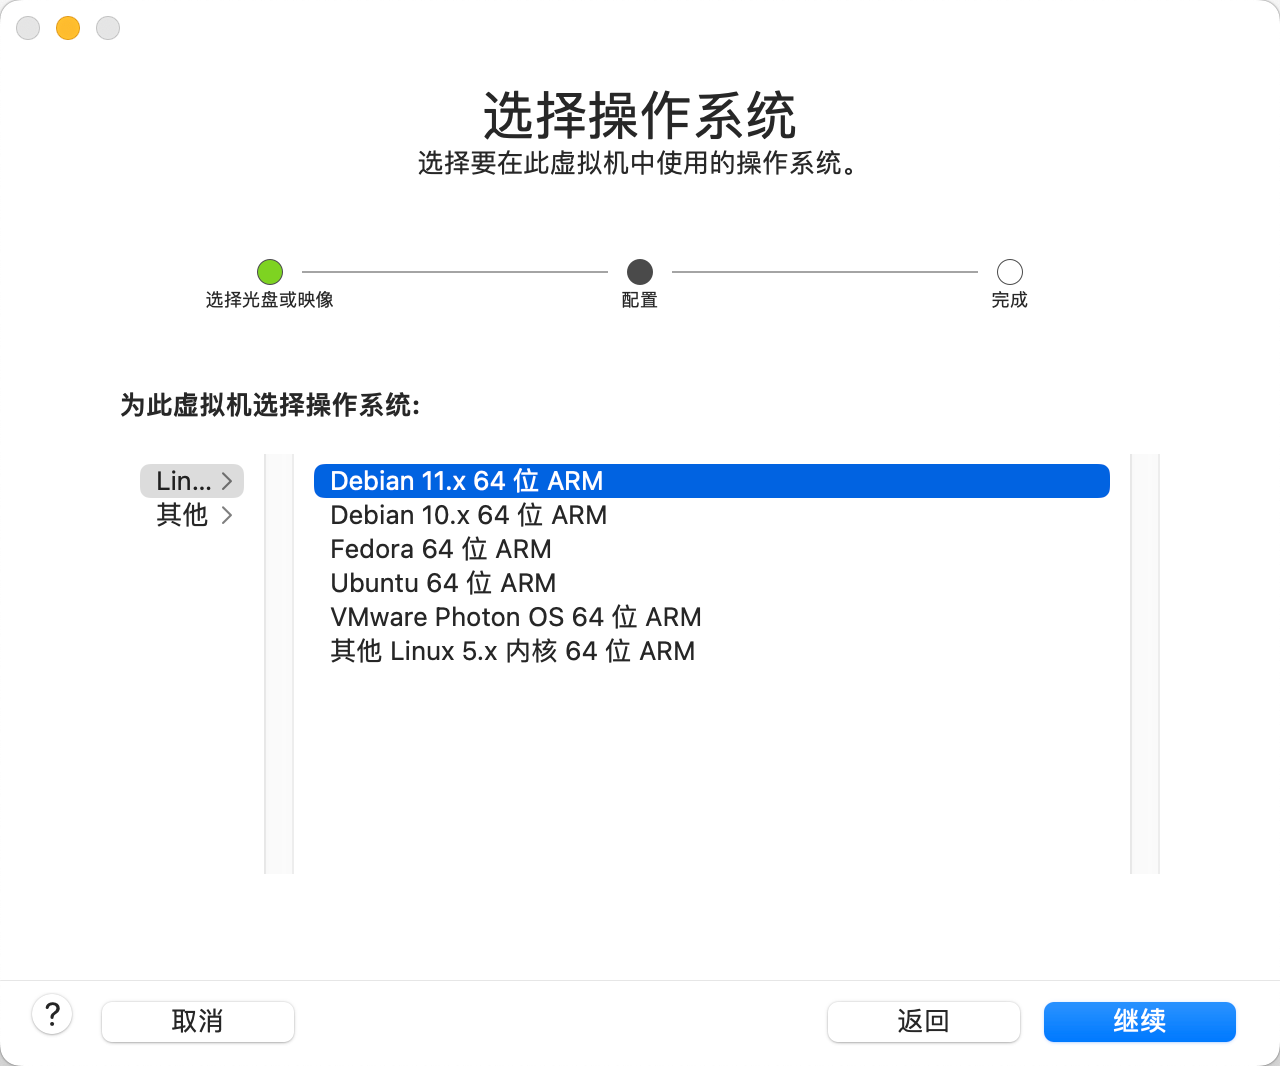 选择操作系统
选择要在此虚拟机中使用的操作系统。
选择光盘或映像
配置
完成
为此虚拟机选择操作系统:
Lin...
其他
Debian 11.x 64 位 ARM
Debian 10.x 64 位 ARM
Fedora 64 位 ARM
Ubuntu 64 位 ARM
VMware Photon OS 64 位 ARM
其他 Linux 5.x 内核 64 位 ARM
?
取消
返回
继续